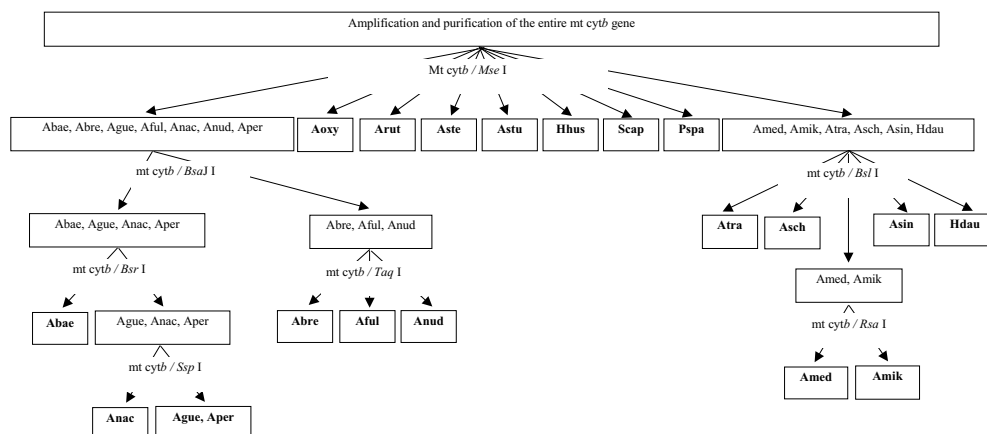 Amplification and purification of the entire mt cytb gene
Mt cytb / Mse I
Abae, Abre, Ague, Aful, Anac, Anud, Aper
Aoxy
Arut
Aste
Astu
Hhus
Scap
Pspa
Amed, Amik, Atra, Asch, Asin, Hdau
mt cytb / BsaJ I
mt cytb / Bsl I
Abae, Ague, Anac, Aper
Abre, Aful, Anud
Atra
Asch
Asin
Hdau
mt cytb / Bsr I
mt cytb / Taq I
Amed, Amik
Abae
Ague, Anac, Aper
Abre
Aful
Anud
mt cytb / Rsa I
mt cytb / Ssp I
Amed
Amik
Anac
Ague, Aper